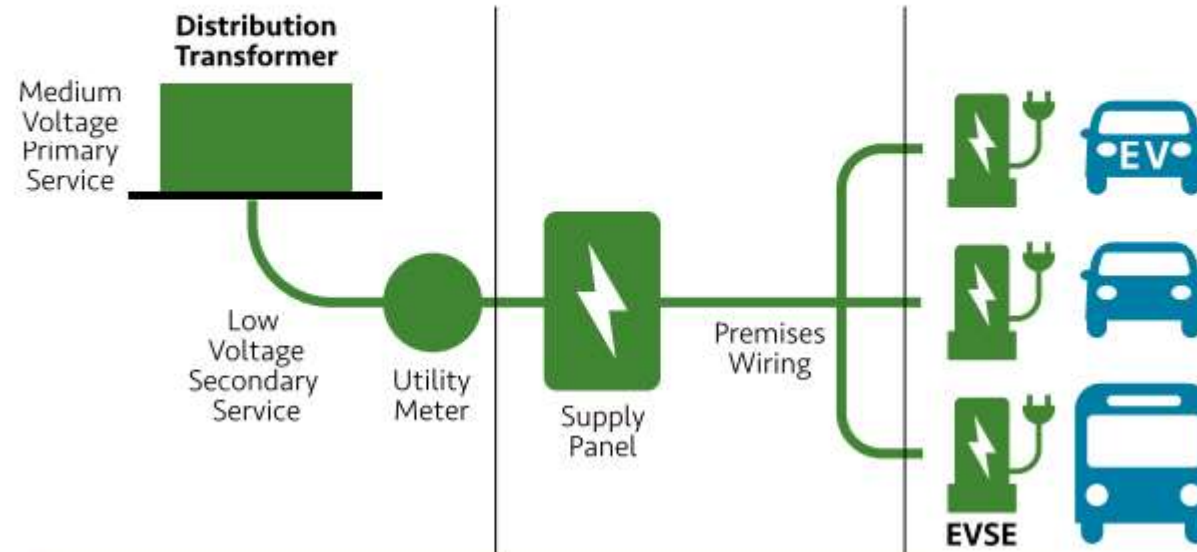 Distribution
Transformer
Medium
Voltage
Primary
Service
Low
Voltage
Secondary
Service
Utility
Meter
Supply
Panel
Premises
Wiring
EV
EVSE